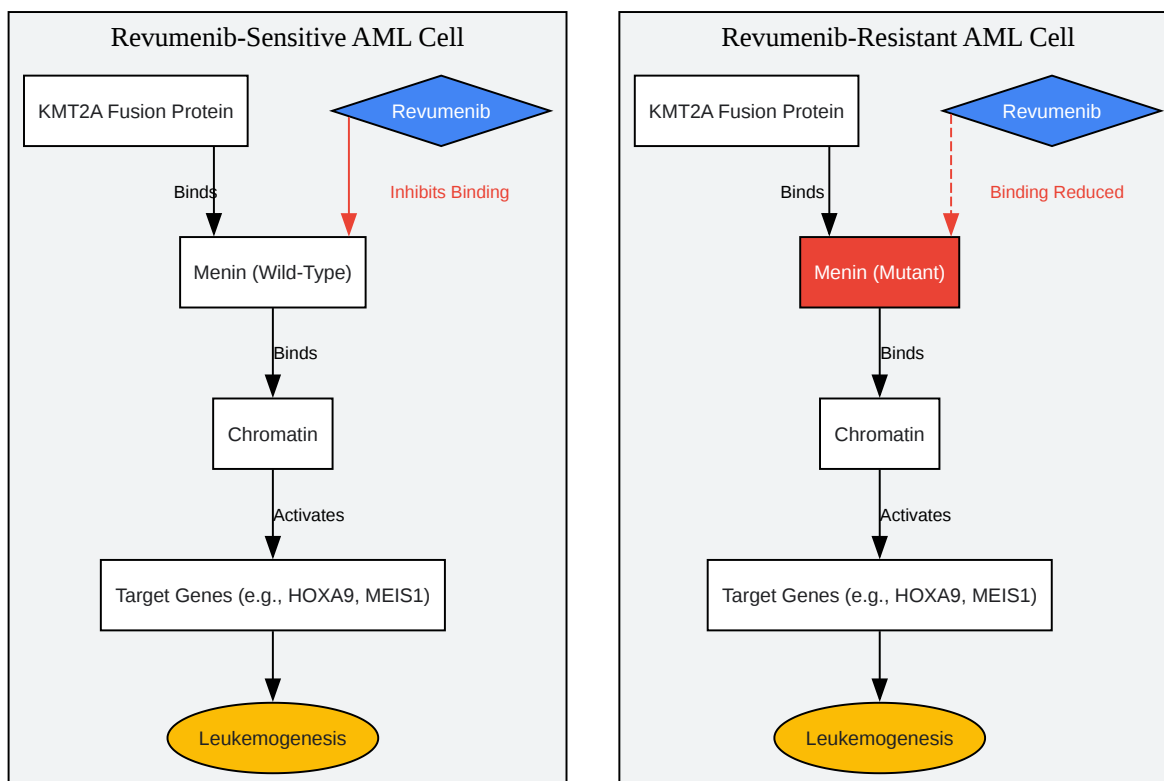 Revumenib-Sensitive AML Cell
KMT2A Fusion Protein
Revumenib
Binds
Inhibits Binding
Menin (Wild-Type)
Binds
Chromatin
Activates
Target Genes (e.g., HOXA9, MEIS1)
Leukemogenesis
Revumenib-Resistant AML Cell
KMT2A Fusion Protein
Revumenib
Binds
Binding Reduced
Menin (Mutant)
Binds
Chromatin
Activates
Target Genes (e.g., HOXA9, MEIS1)
Leukemogenesis